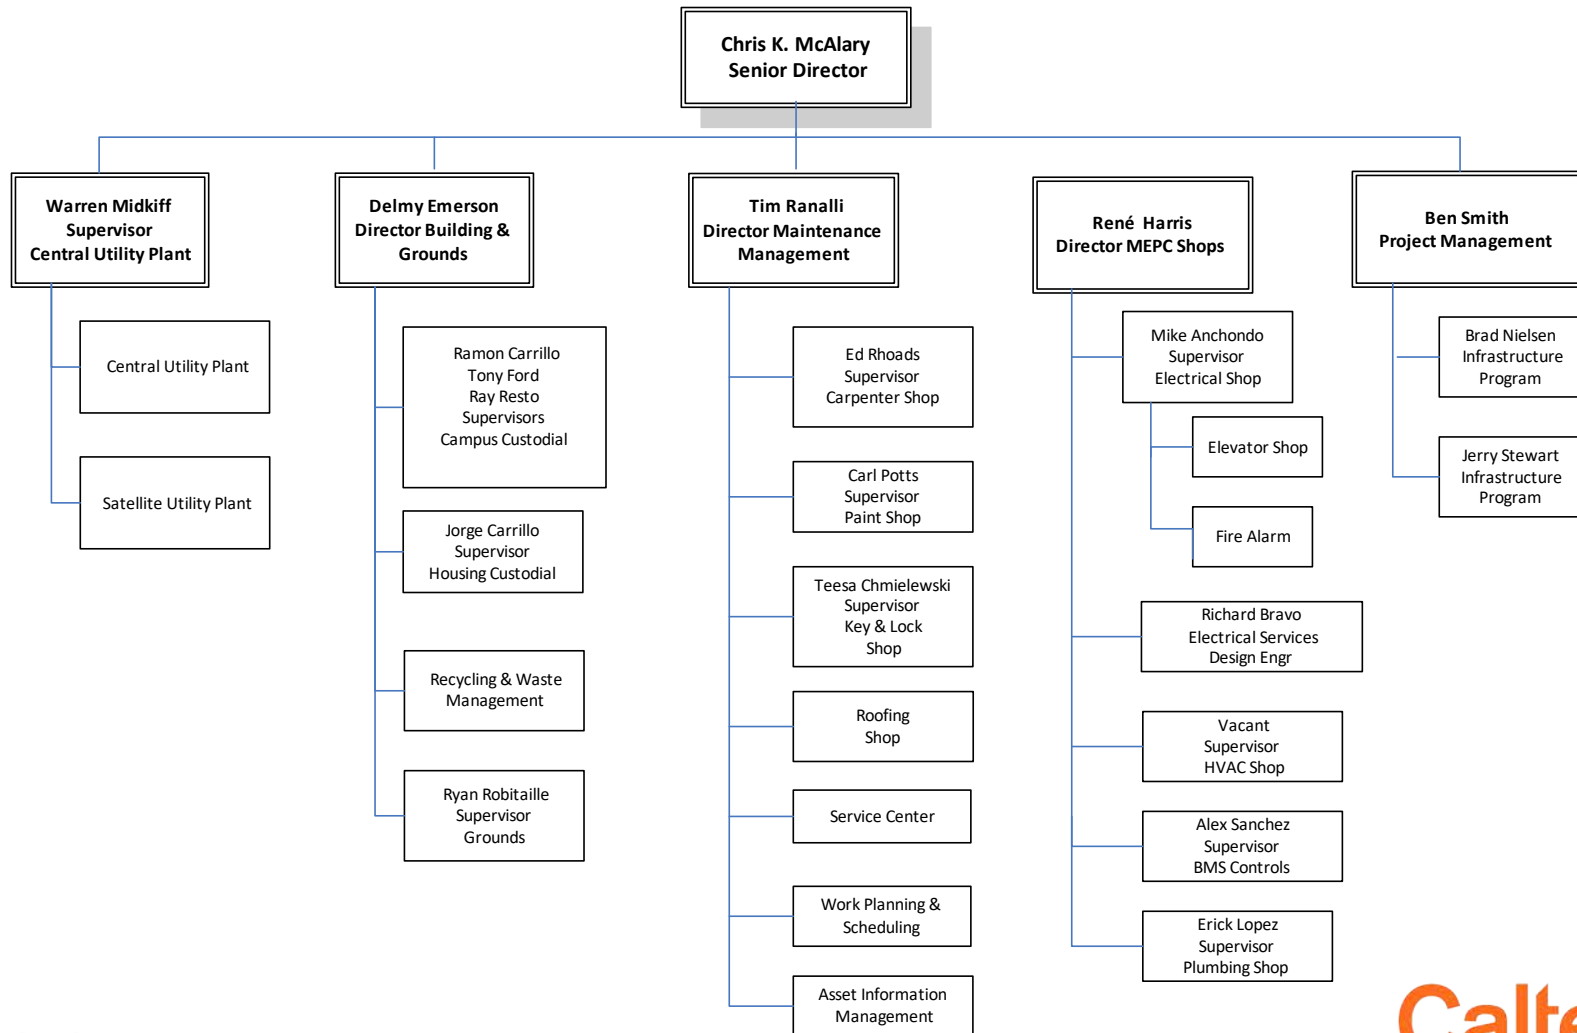 Chris K. McAlary
Senior Director
Warren Midkiff
Supervisor
Central Utility Plant
Central Utility Plant
Satellite Utility Plant
Delmy Emerson
Director Building &
Grounds
Ramon Carrillo
Tony Ford
Ray Resto
Supervisors
Campus Custodial
Jorge Carrillo
Supervisor
Housing Custodial
Recycling & Waste
Management
Ryan Robitaille
Supervisor
Grounds
Tim Ranalli
Director Maintenance
Management
Ed Rhoads
Supervisor
Carpenter Shop
Carl Potts
Supervisor
Paint Shop
Teesa Chmielewski
Supervisor
Key & Lock
Shop
Roofing
Shop
Service Center
Work Planning &
Scheduling
Asset Information
Management
René Harris
Director MEPC Shops
Mike Anchondo
Supervisor
Electrical Shop
Elevator Shop
Fire Alarm
Richard Bravo
Electrical Services
Design Engr
Vacant
Supervisor
HVAC Shop
Alex Sanchez
Supervisor
BMS Controls
Erick Lopez
Supervisor
Plumbing Shop
Ben Smith
Project Management
Brad Nielsen
Infrastructure
Program
Jerry Stewart
Infrastructure
Program